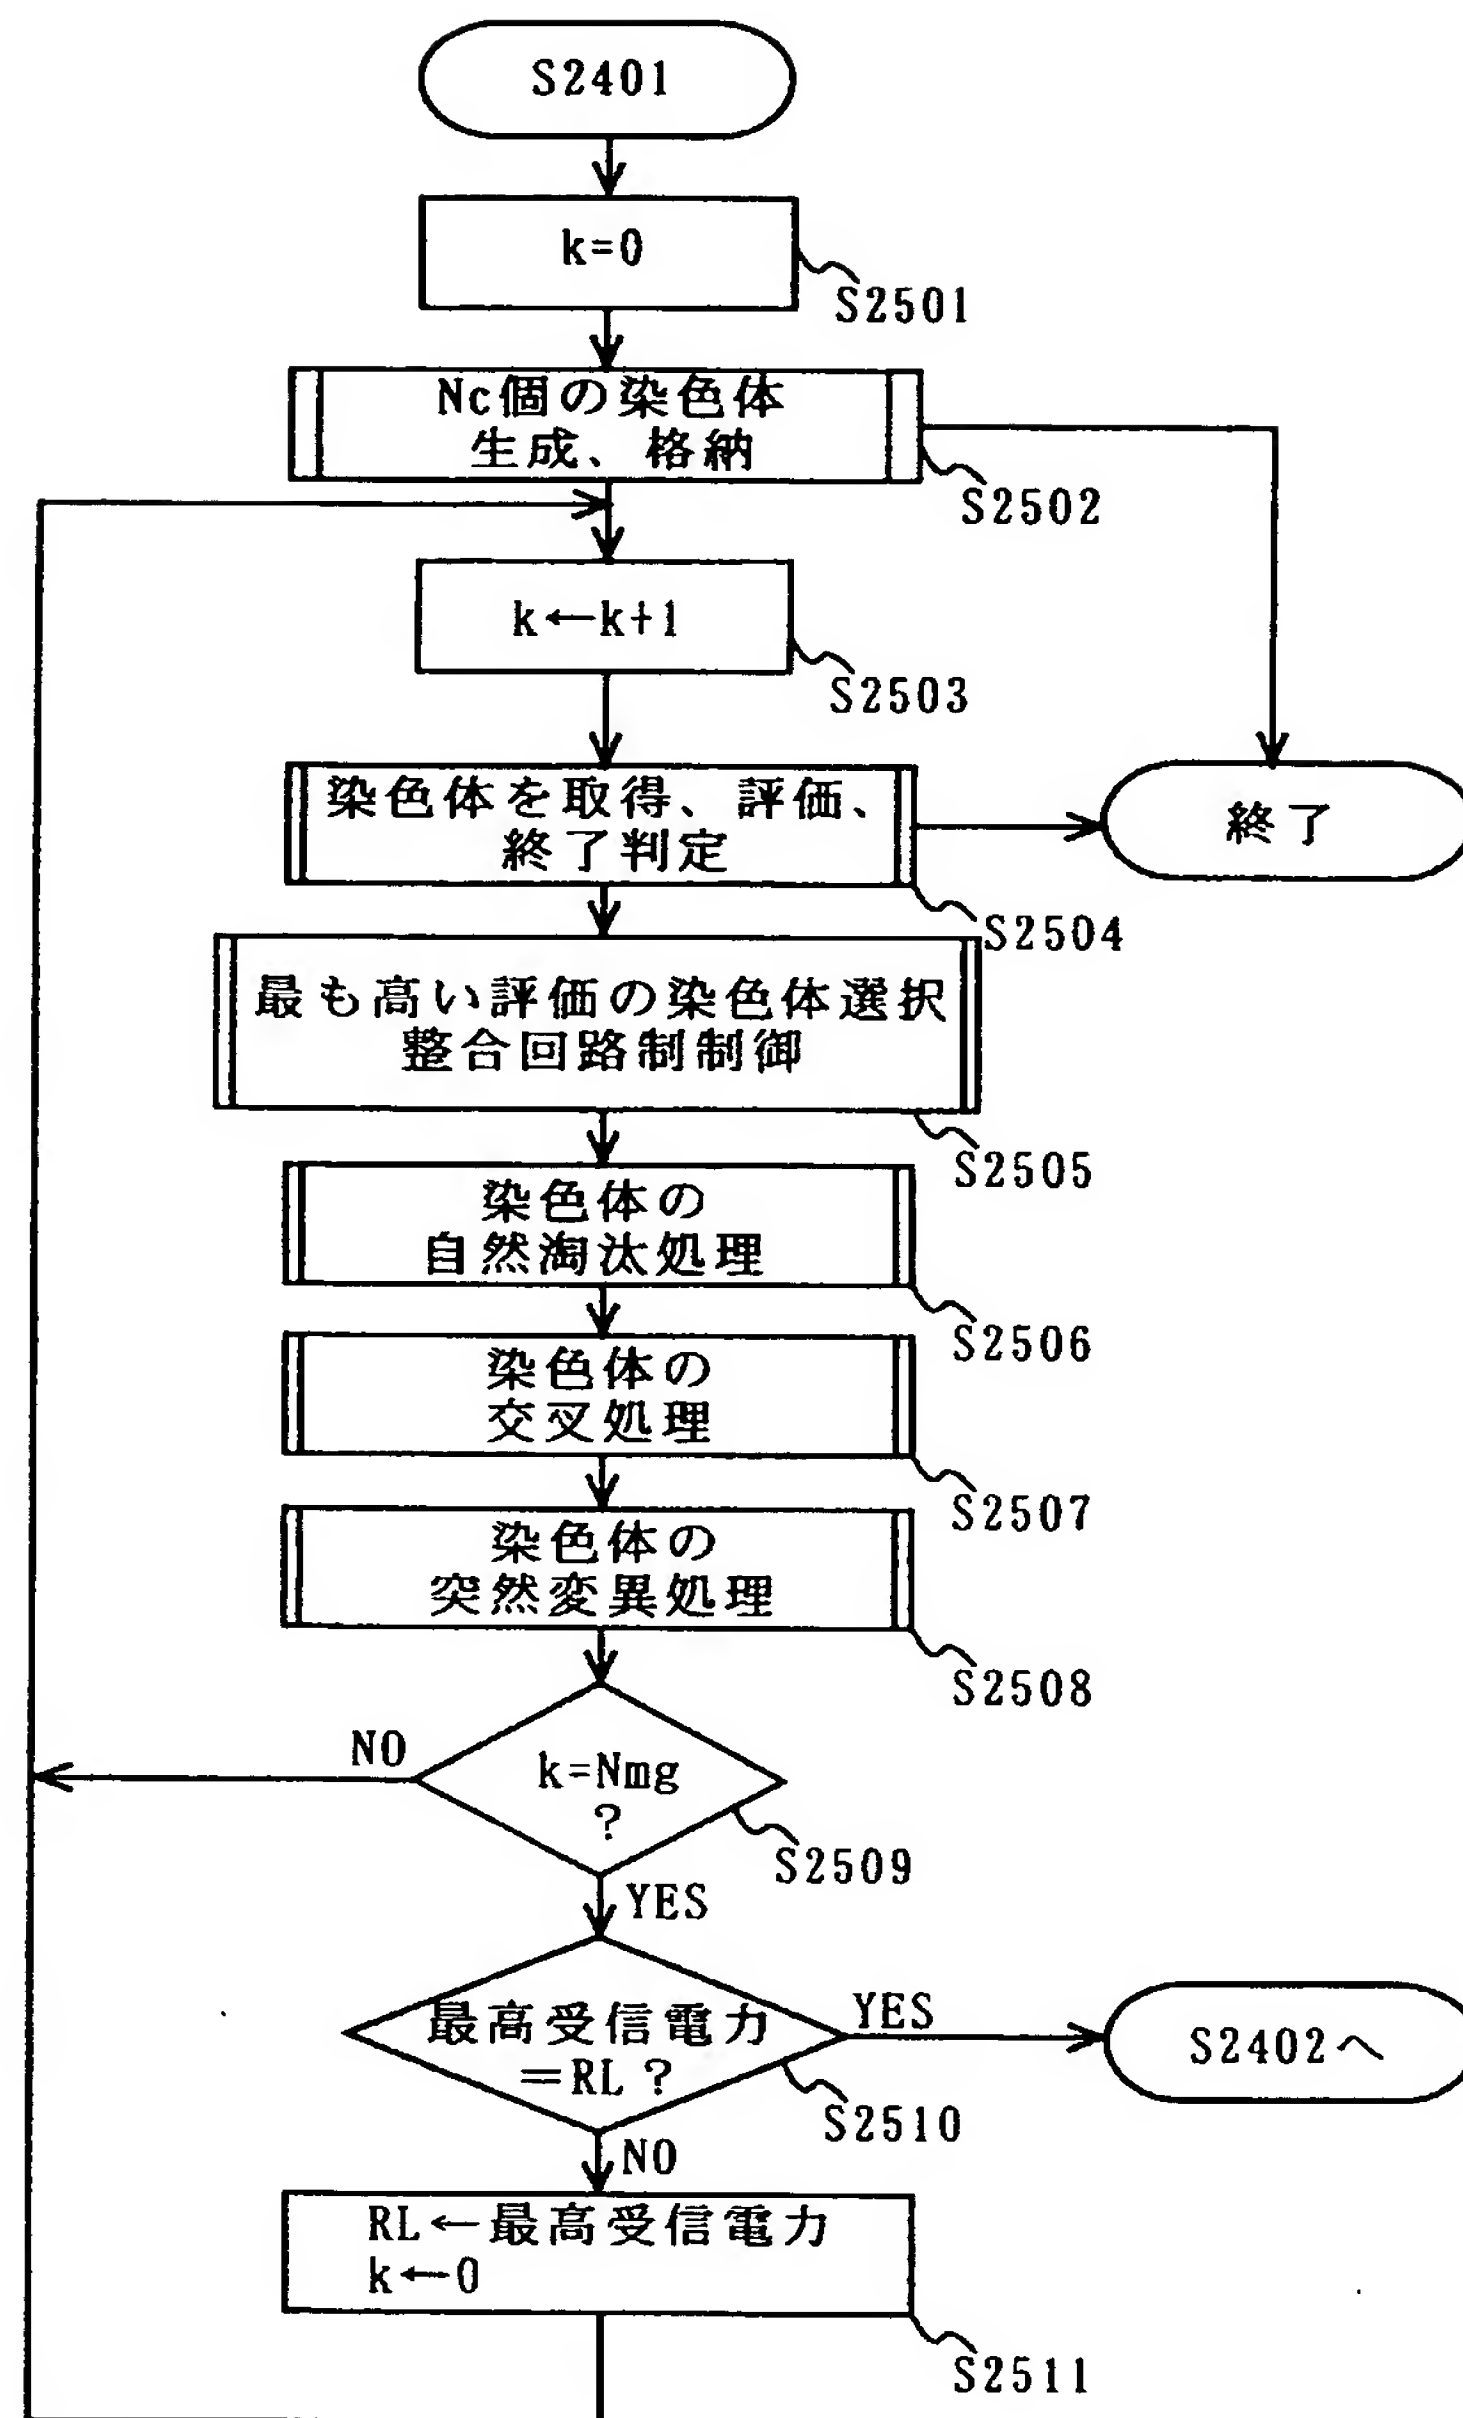 S2401
k=0
S2501
Nc個の染色体
生成、格納
S2502
k←k+1
S2503
染色体を取得、評価、
終了判定
S2504
終了
最も高い評価の染色体選択
整合回路制制御
S2505
染色体の
自然淘汰処理
S2506
染色体の
交叉処理
S2507
染色体の
突然変異処理
S2508
k=Nmg
?
NO
S2509
YES
最高受信電力
=RL?
YES
S2402へ
S2510
NO
RL←最高受信電力
k←0
S2511